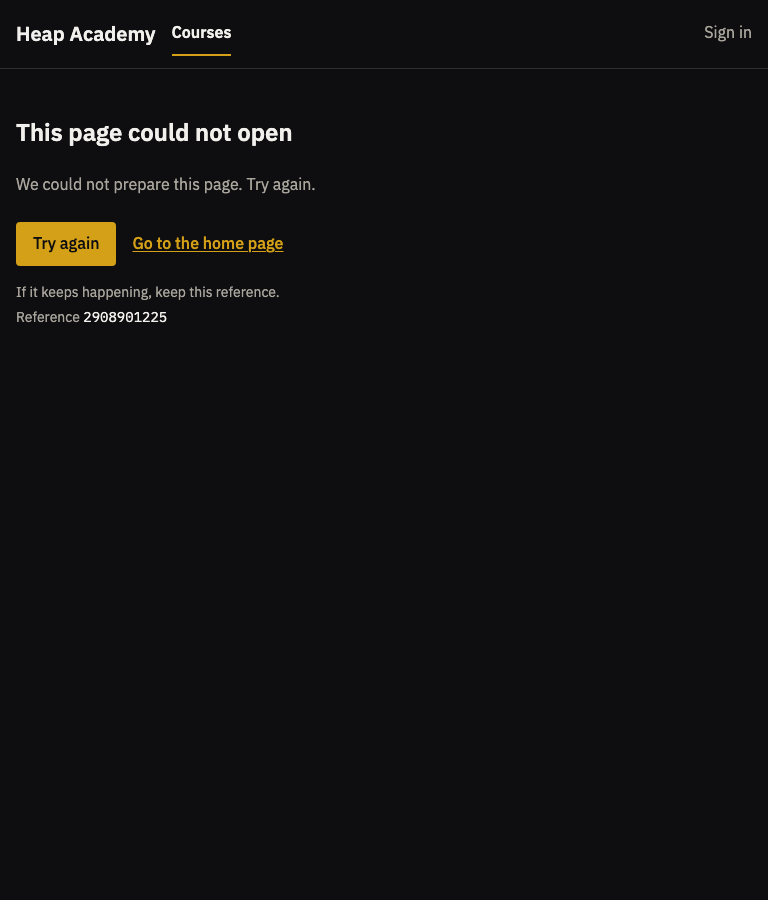 Heap Academy Courses Sign in
This page could not open
We could not prepare this page. Try again.
Try again Go to the home page
If it keeps happening, keep this reference.
Reference 2908901225